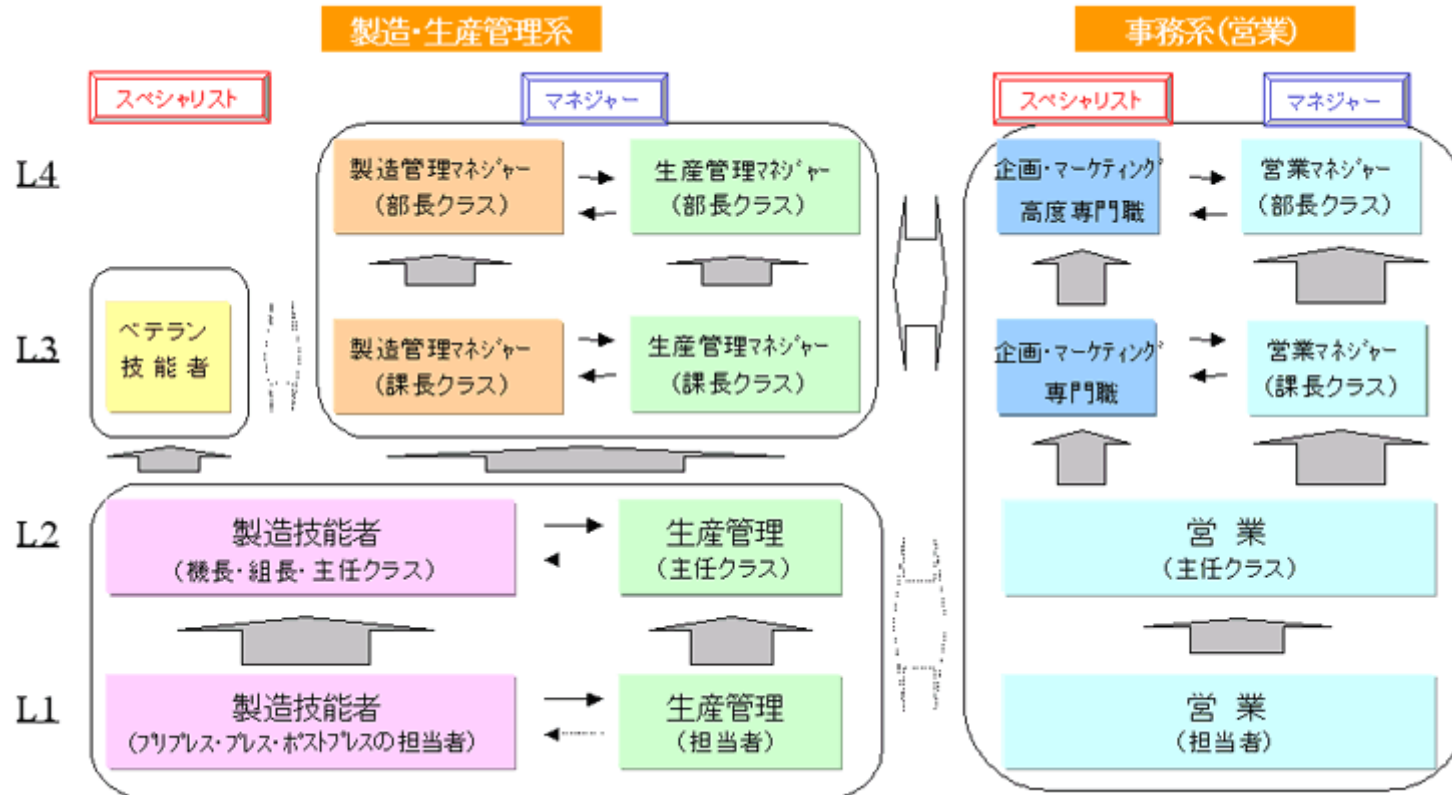 製造・生産管理系
事務系(営業)
スペシャリスト
マネジャー
スペシャリスト
マネジャー
L4
製造管理マネジャー
(部長クラス)
生産管理マネジャー
(部長クラス)
企画・マーケティング
高度専門職
営業マネジャー
(部長クラス)
L3
ベテラン
技能者
製造管理マネジャー
(課長クラス)
生産管理マネジャー
(課長クラス)
企画・マーケティング
専門職
営業マネジャー
(課長クラス)
L2
製造技能者
(機長・組長・主任クラス)
生産管理
(主任クラス)
営業
(主任クラス)
L1
製造技能者
(プリプレス・プレス・ポストプレスの担当者)
生産管理
(担当者)
営業
(担当者)